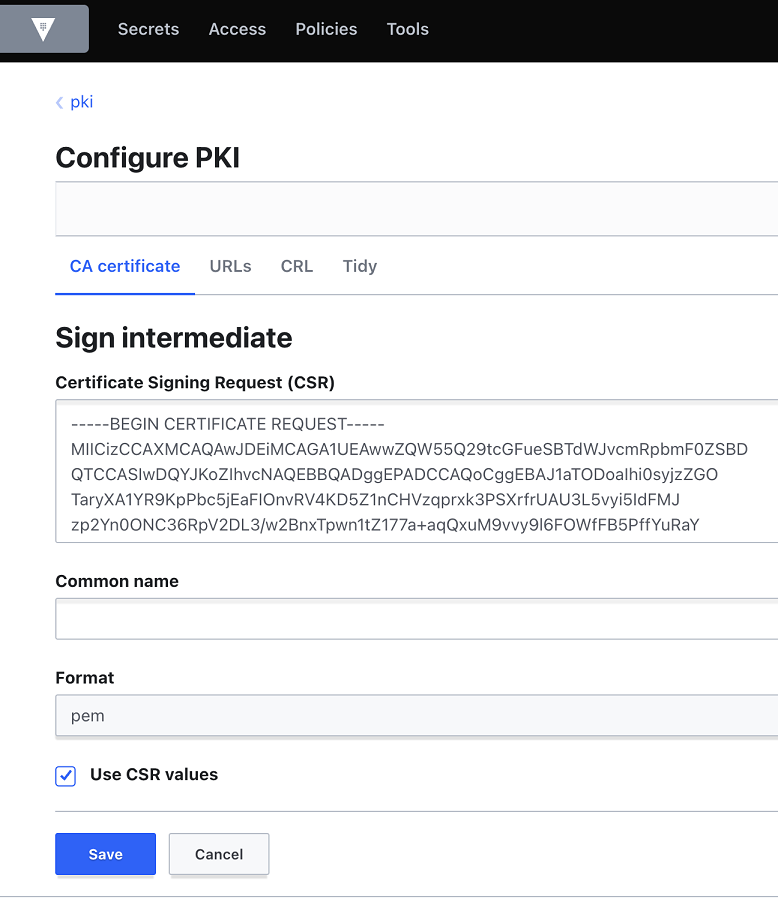 Secrets Access Policies Tools
pki
Configure PKI
CA certificate URLs CRL Tidy
Sign intermediate
Certificate Signing Request (CSR)
-----BEGIN CERTIFICATE REQUEST-----
MIICizCCAXMCAQAwJDEiMCAGA1UEAwwZQW55Q29tcGFueSBTdWJvcmRpbmF0ZSBD
QTCCASIwDQYJKoZIhvcNAQEBBQADggEPADCCAQoCggEBAJ1aTODoaIhi0syjzZGO
TaryXA1YR9KpPbc5jEaFIOnvRV4KD5Z1nCHVzqprxk3PSXrfrUAU3L5vyi5IdFMJ
zp2Yn0ONC36RpV2DL3/w2BnxTpwn1tZ177a+aqQxuM9vvy9l6FOWfFB5PffYuRaY
Common name
Format
pem
Use CSR values
Save Cancel